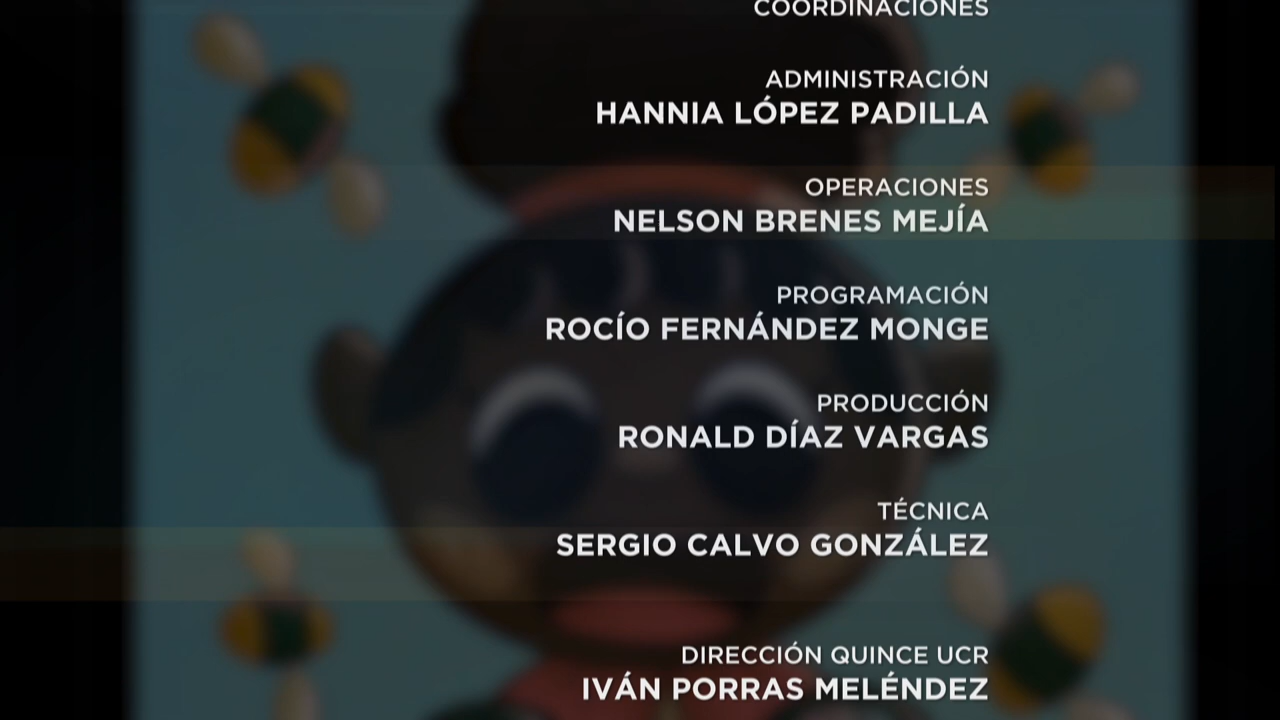 COORDINACIONES
ADMINISTRACIÓN
HANNIA LÓPEZ PADILLA
OPERACIONES
NELSON BRENES MEJÍA
PROGRAMACIÓN
ROCÍO FERNÁNDEZ MONGE
PRODUCCIÓN
RONALD DÍAZ VARGAS
TÉCNICA
SERGIO CALVO GONZÁLEZ
DIRECCIÓN QUINCE UCR
IVÁN PORRAS MELÉNDEZ